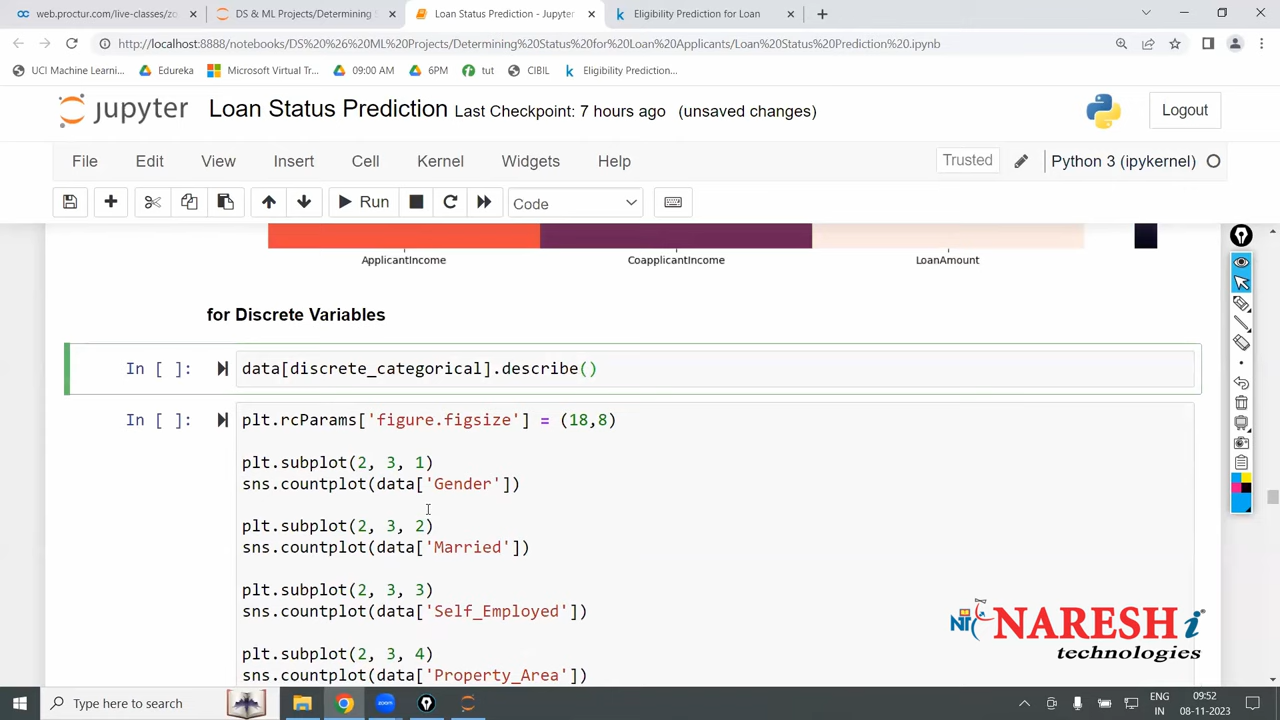 web.proctur.com/live-classes/zo
DS & ML Projects/Determining S
Loan Status Prediction - Jupyter
Eligibility Prediction for Loan
http://localhost:8888/notebooks/DS%20%26%20ML%20Projects/Determining%20Status%20for%20Loan%20Applicants/Loan%20Status%20Prediction%20.ipynb
UCI Machine Learni...
Edureka
Microsoft Virtual Tr...
09:00 AM
6PM
tut
CIBIL
Eligibility Prediction...
jupyter Loan Status Prediction Last Checkpoint: 7 hours ago (unsaved changes)
Logout
File Edit View Insert Cell Kernel Widgets Help
Trusted
Python 3 (ipykernel)
Run
Code
ApplicantIncome
CoapplicantIncome
LoanAmount
for Discrete Variables
In [ ]: data[discrete_categorical].describe()
In [ ]: plt.rcParams['figure.figsize'] = (18,8)
plt.subplot(2, 3, 1)
sns.countplot(data['Gender'])
plt.subplot(2, 3, 2)
sns.countplot(data['Married'])
plt.subplot(2, 3, 3)
sns.countplot(data['Self_Employed'])
plt.subplot(2, 3, 4)
sns.countplot(data['Property_Area'])
NT NARESH i
technologies
Type here to search
zoom
ENG
IN
09:52
08-11-2023